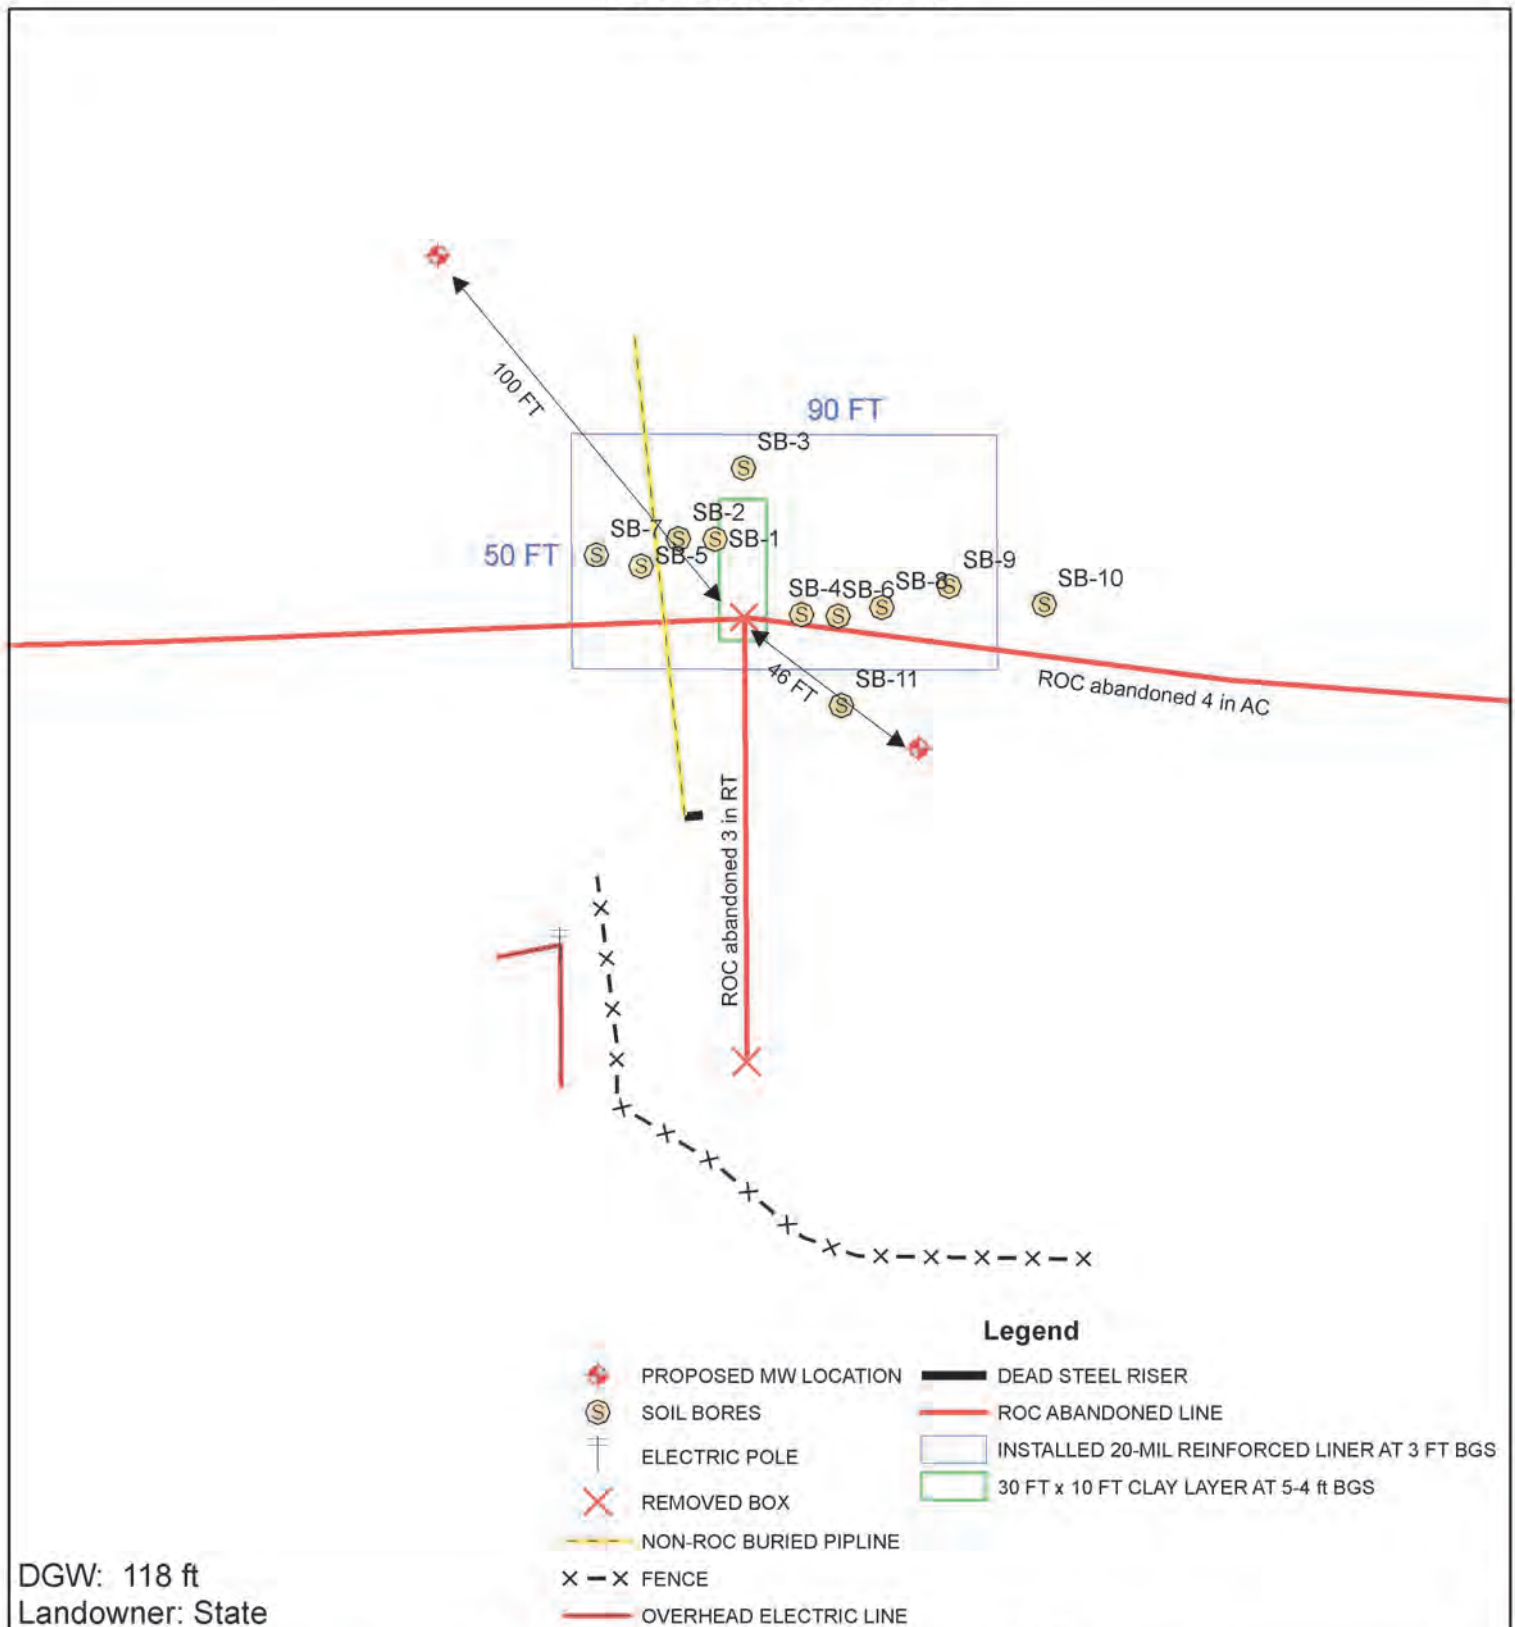 100 FT
90 FT
SB-3
SB-2
SB-7
SB-1
50 FT
SB-5
SB-9
SB-8
SB-10
SB-4
SB-6
46 FT
SB-11
ROC abandoned 4 in AC
ROC abandoned 3 in RT
Legend
PROPOSED MW LOCATION
SOIL BORES
ELECTRIC POLE
REMOVED BOX
NON-ROC BURIED PIPLINE
FENCE
OVERHEAD ELECTRIC LINE
DEAD STEEL RISER
ROC ABANDONED LINE
INSTALLED 20-MIL REINFORCED LINER AT 3 FT BGS
30 FT x 10 FT CLAY LAYER AT 5-4 ft BGS
DGW: 118 ft
Landowner: State